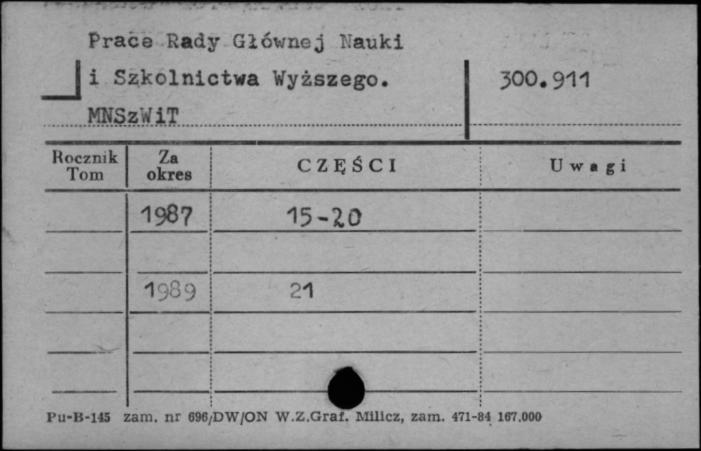 Prace Rady Głównej Nauki
i Szkolnictwa Wyższego.
300.911
MNSzWiT
Rocznik Tom
Za okres
CZĘŚCI
Uwagi
1987 15-20
1989 21
Pu-B-145 zam. nr 696/DW/ON W.Z.Graf. Milicz, zam. 471-84 167.000